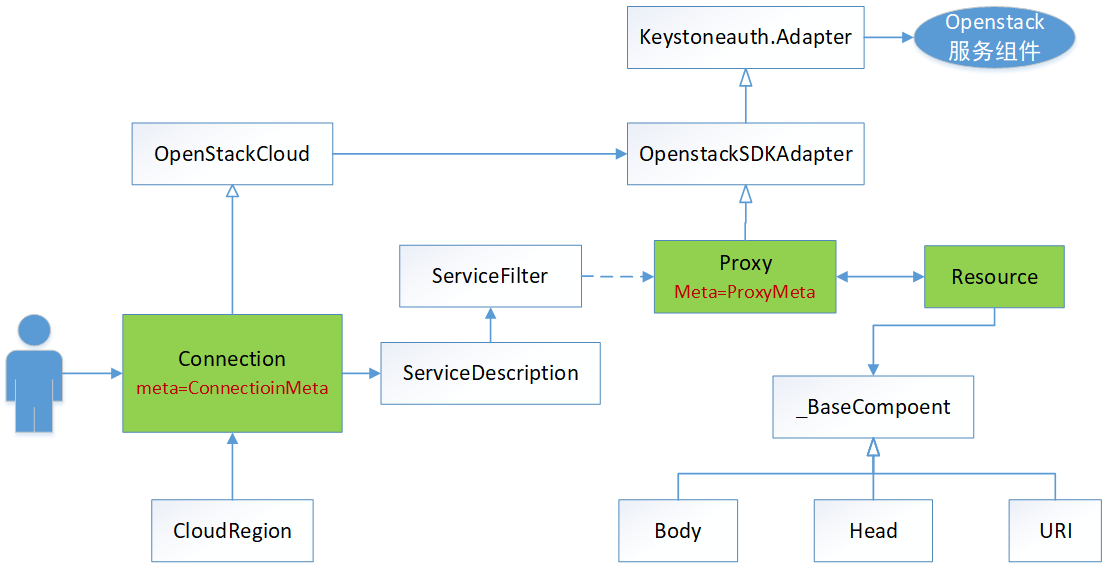 Keystoneauth.Adapter
Openstack
服务组件
OpenStackCloud
OpenstackSDKAdapter
ServiceFilter
Proxy
Meta=ProxyMeta
Resource
Connection
meta=ConnectioinMeta
ServiceDescription
_BaseCompoent
CloudRegion
Body
Head
URI